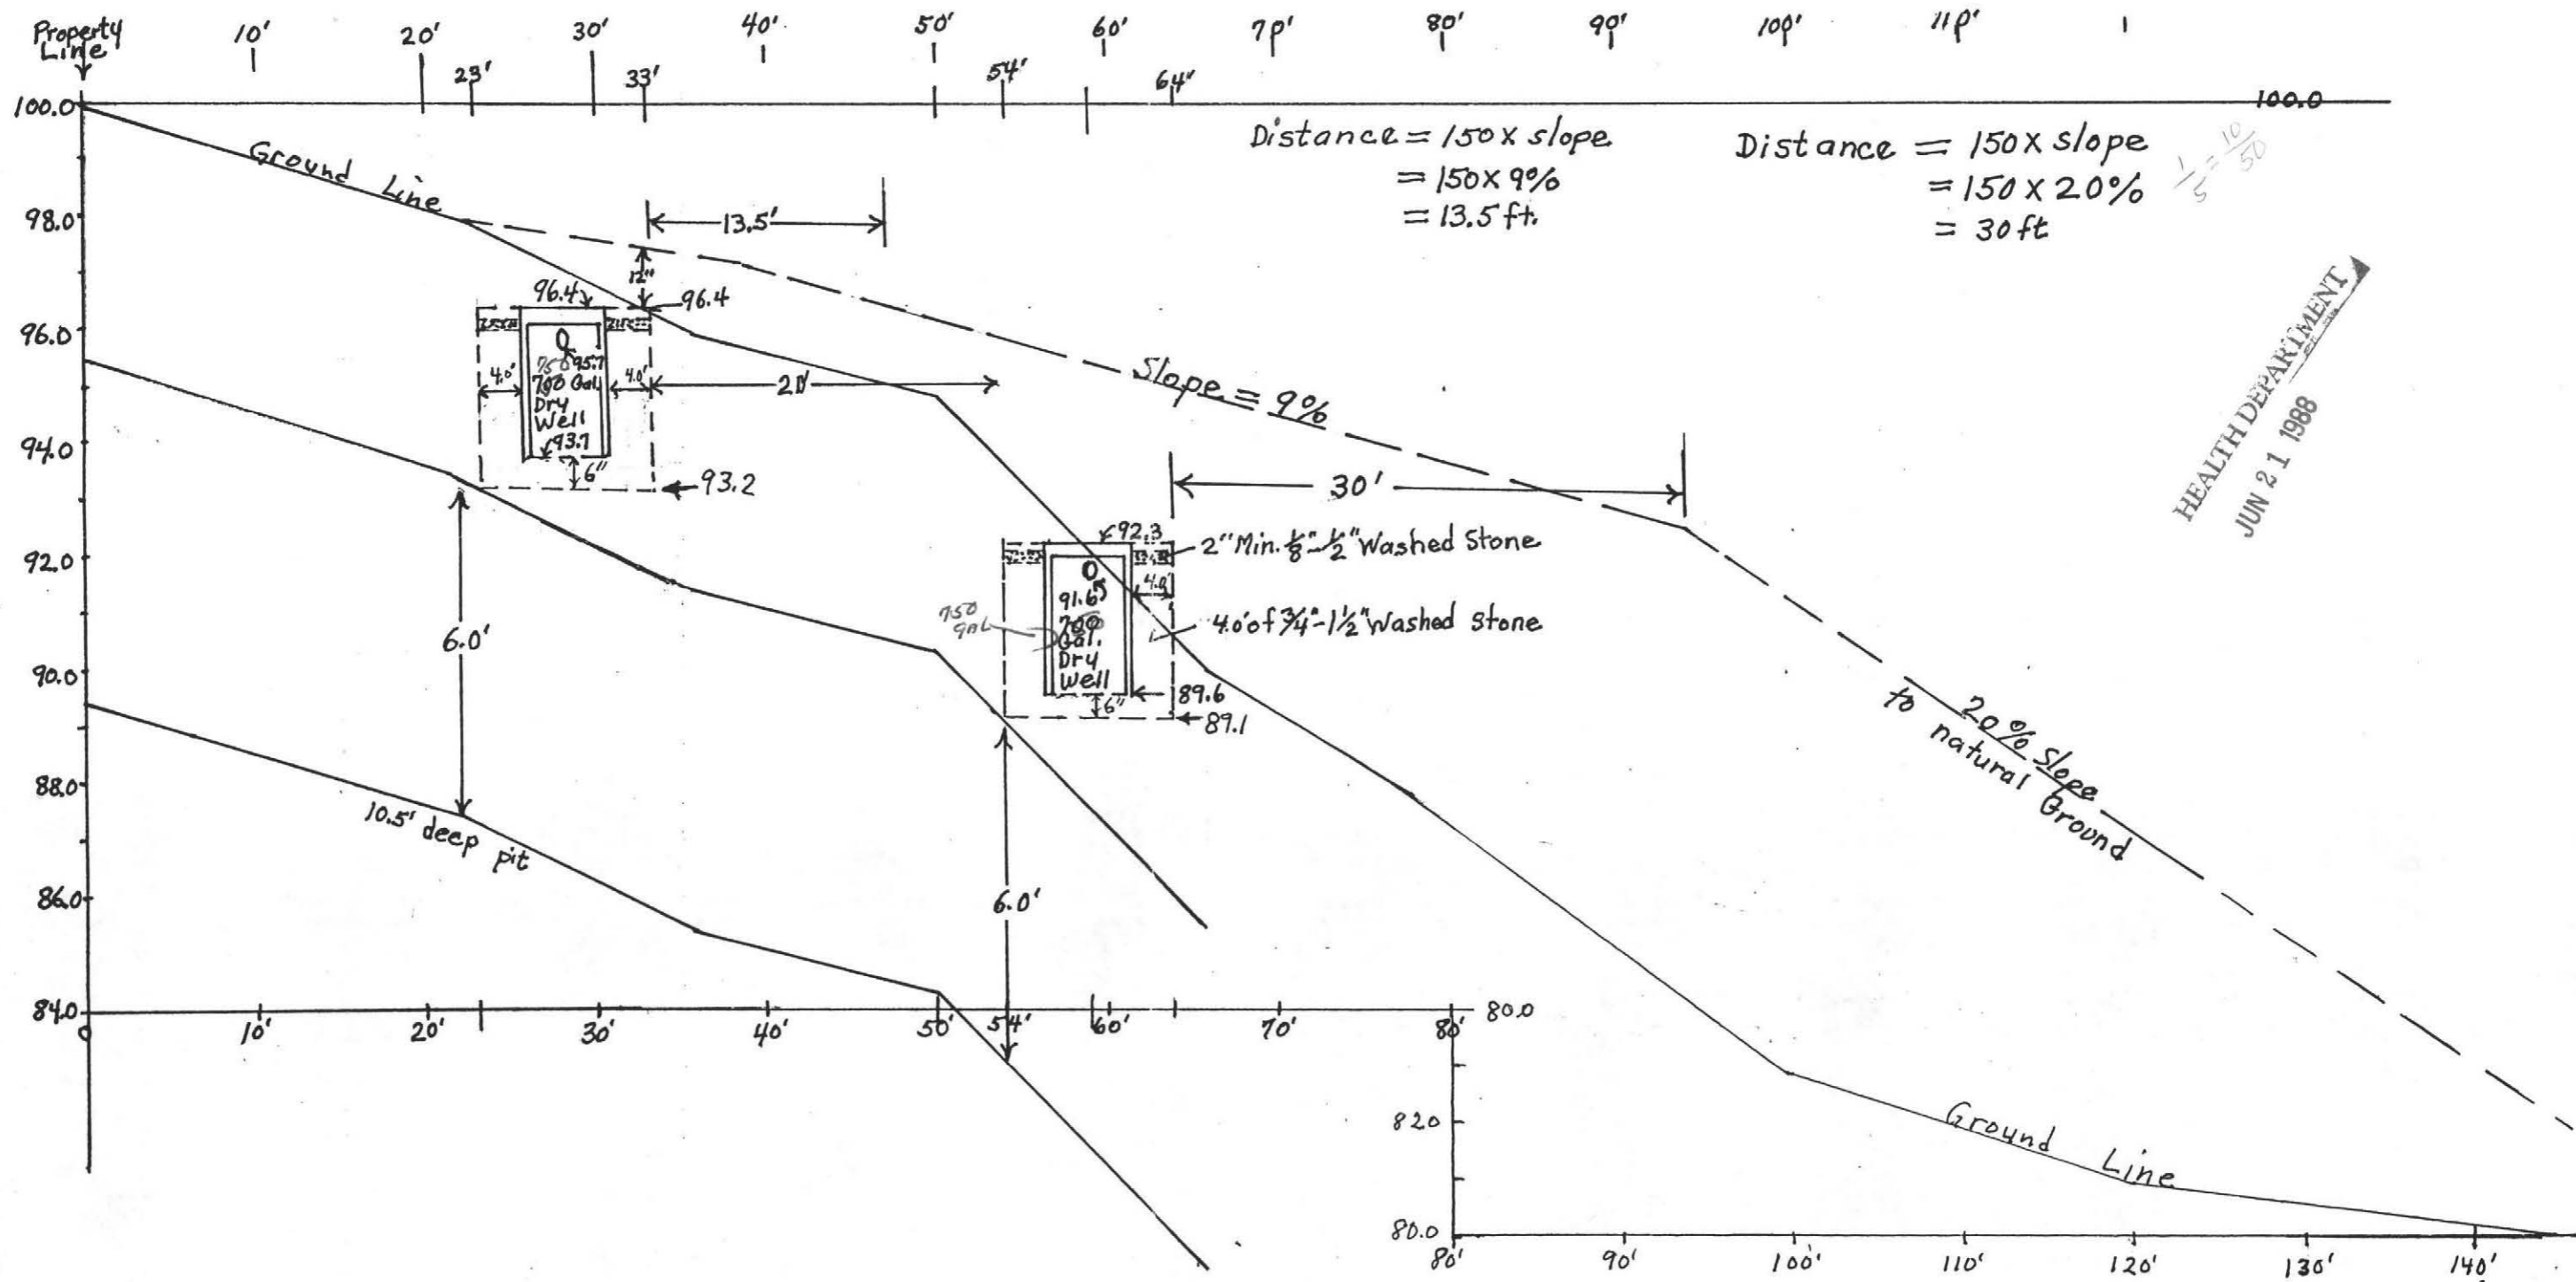 Property
Line
10'
20'
30'
40'
50'
60'
70'
80'
90'
100'
110'
23'
33'
54'
64'
100.0
100.0
Distance = 150 x slope
= 150 x 9%
= 13.5 ft.
Distance = 150 x slope
= 150 x 20%
= 30 ft
1/5 = 10/50
Ground Line
98.0
13.5'
12"
HEALTH DEPARTMENT
JUN 21 1988
96.4
96.4
96.0
95.7
750
700 Gal.
Dry
Well
93.7
4.0'
4.0'
20'
6"
93.2
Slope = 9%
94.0
30'
92.3
2" Min. 1/8"-1/2" Washed Stone
92.0
4.0'
91.6
750
gal
700
Gal.
Dry
Well
4.0' of 3/4"-1 1/2" Washed Stone
6.0'
90.0
89.6
6"
89.1
20% Slope
to natural Ground
88.0
10.5' deep pit
86.0
6.0'
84.0
80.0
0
10'
20'
30'
40'
50'
54'
60'
70'
80'
82.0
Ground Line
80.0
80'
90'
100'
110'
120'
130'
140'